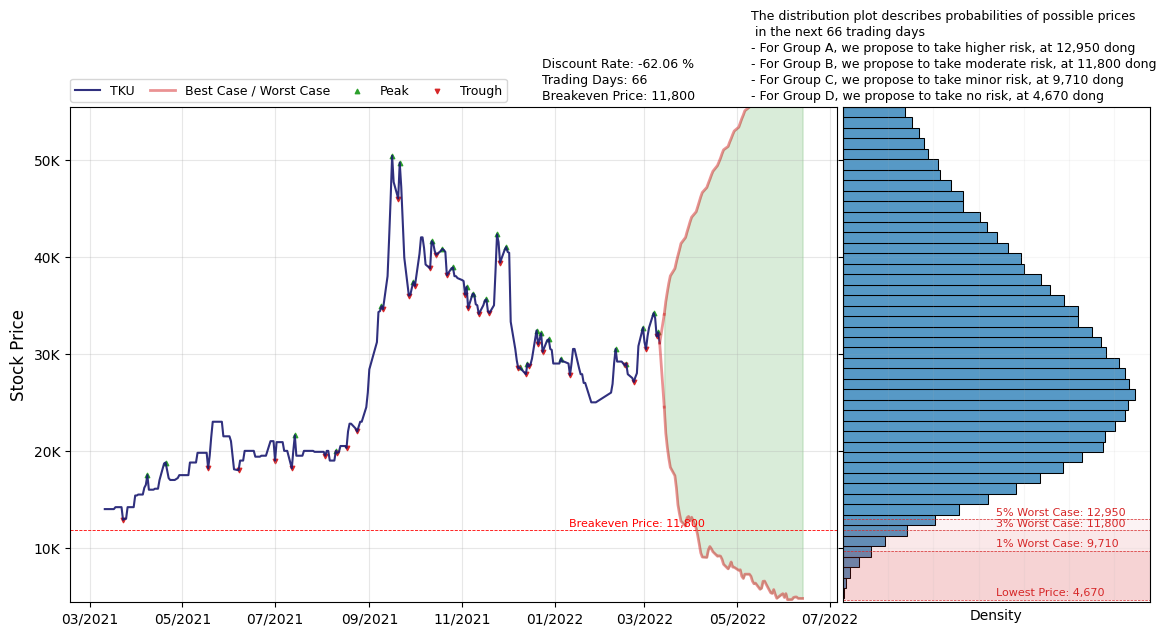 The distribution plot describes probabilities of possible prices
in the next 66 trading days
- For Group A, we propose to take higher risk, at 12,950 dong
- For Group B, we propose to take moderate risk, at 11,800 dong
- For Group C, we propose to take minor risk, at 9,710 dong
- For Group D, we propose to take no risk, at 4,670 dong
Discount Rate: -62.06 %
Trading Days: 66
Breakeven Price: 11,800
TKU Best Case / Worst Case Peak Trough
Stock Price
50K
40K
30K
20K
10K
Breakeven Price: 11,800
5% Worst Case: 12,950
3% Worst Case: 11,800
1% Worst Case: 9,710
Lowest Price: 4,670
03/2021 05/2021 07/2021 09/2021 11/2021 01/2022 03/2022 05/2022 07/2022
Density